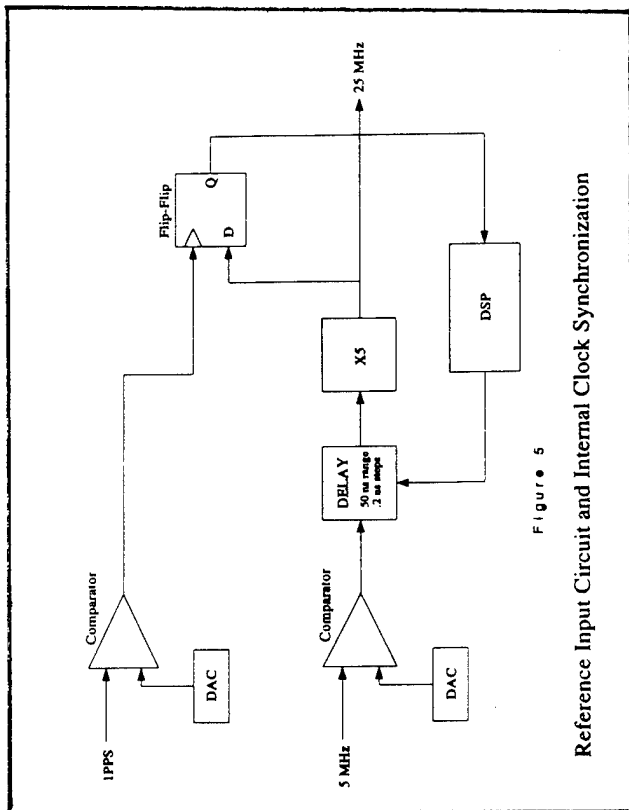 1PPS
Comparator
DAC
Flip-Flip
D
Q
5 MHz
Comparator
DAC
DELAY
50 ns range
.2 ns steps
X5
25 MHz
DSP
Figure 5
Reference Input Circuit and Internal Clock Synchronization